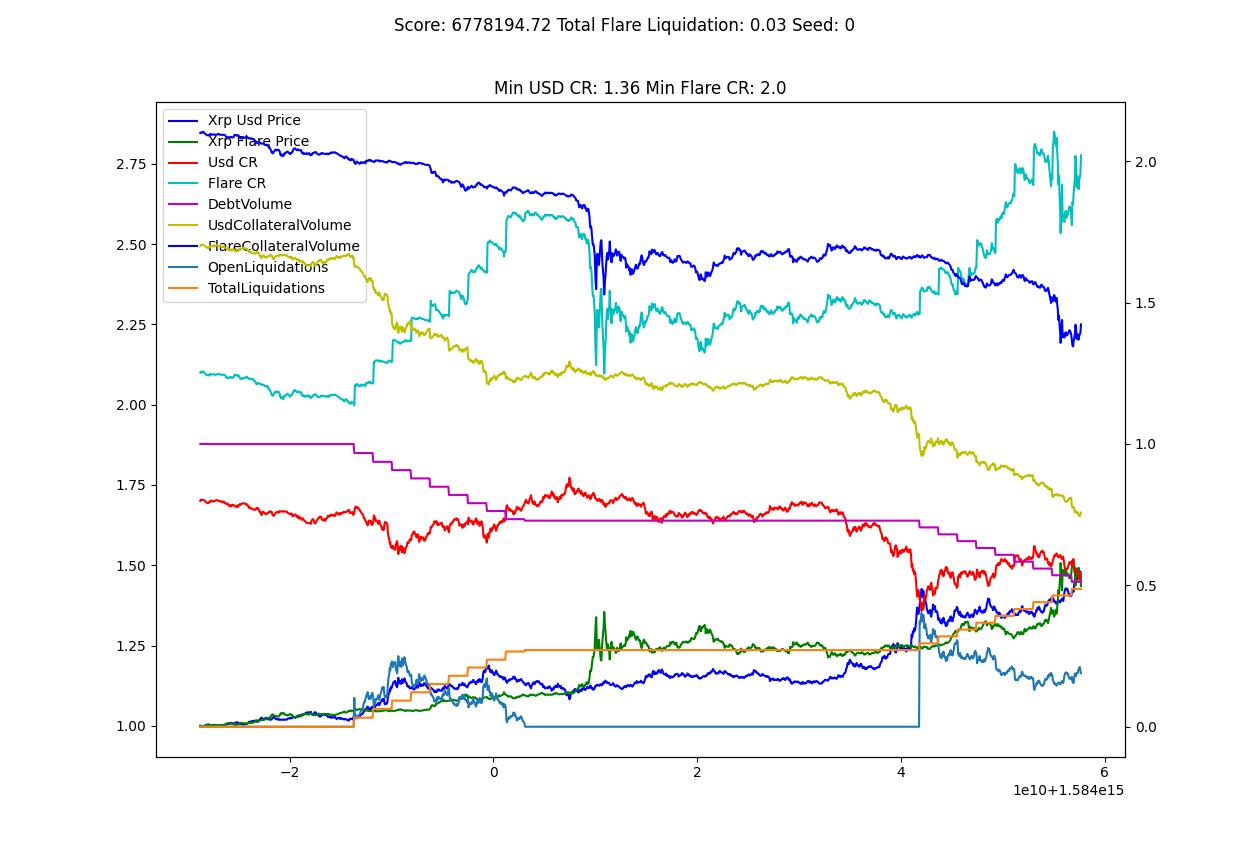 Score: 6778194.72 Total Flare Liquidation: 0.03 Seed: 0
Min USD CR: 1.36 Min Flare CR: 2.0
Xrp Usd Price
Xrp Flare Price
Usd CR
Flare CR
DebtVolume
UsdCollateralVolume
FlareCollateralVolume
OpenLiquidations
TotalLiquidations
2.75
2.50
2.25
2.00
1.75
1.50
1.25
1.00
2.0
1.5
1.0
0.5
0.0
−2
0
2
4
6
1e10+1.584e15